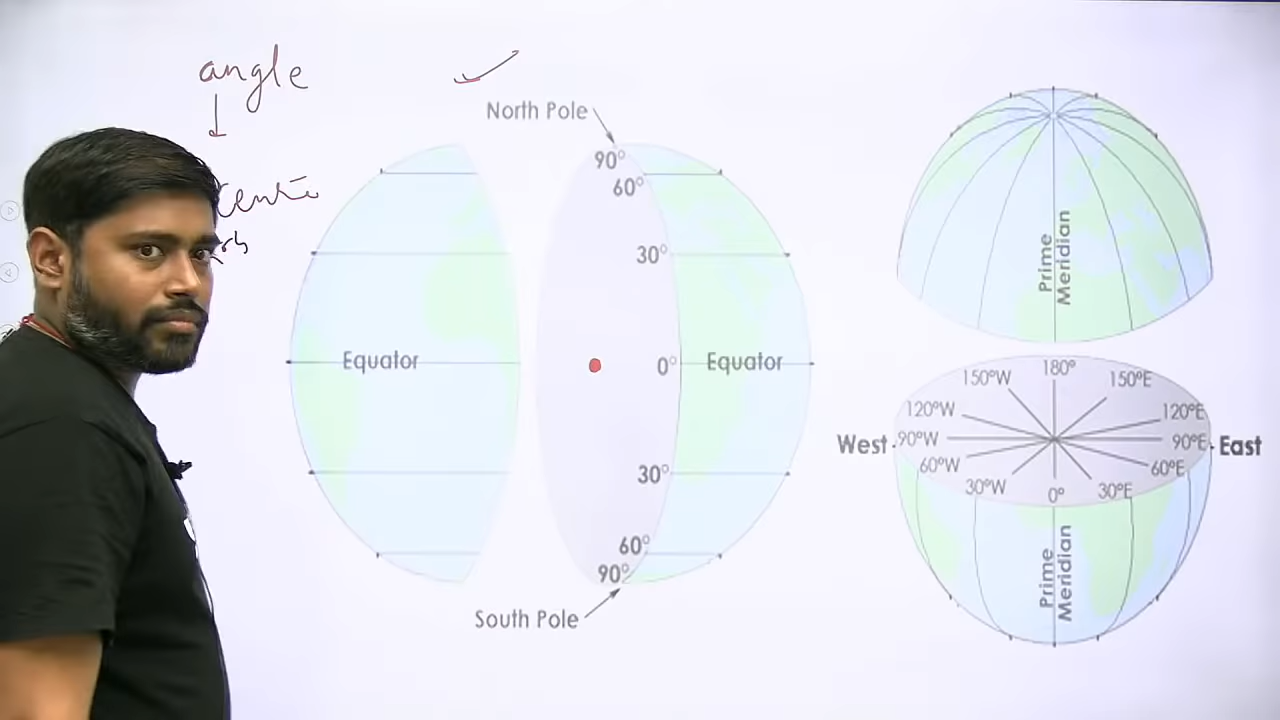 angle
Centre
North Pole
90°
60°
30°
Equator
0°
Equator
30°
60°
90°
South Pole
Prime
Meridian
180°
150°W
150°E
120°W
120°E
West
90°W
90°E
East
60°W
60°E
30°W
0°
30°E
Prime
Meridian